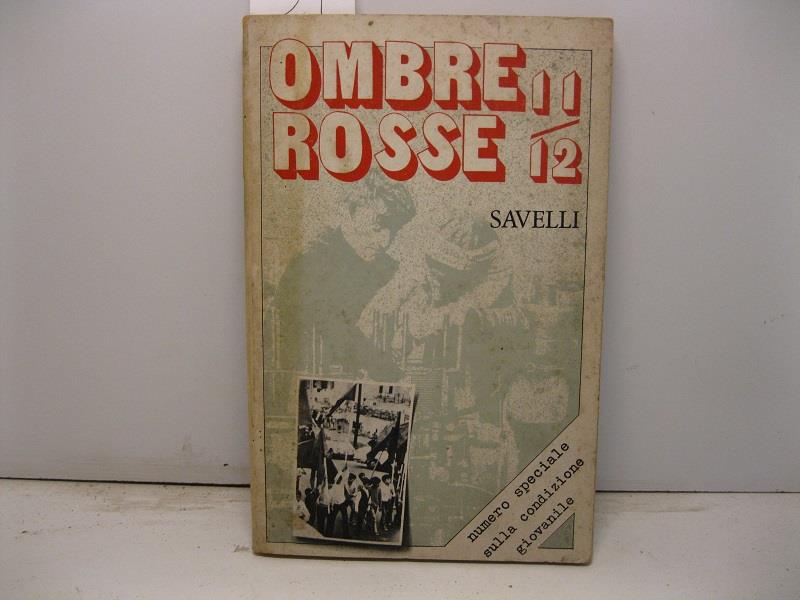 OMBRE 11/12
ROSSE
SAVELLI
numero speciale
sulla condizione
giovanile